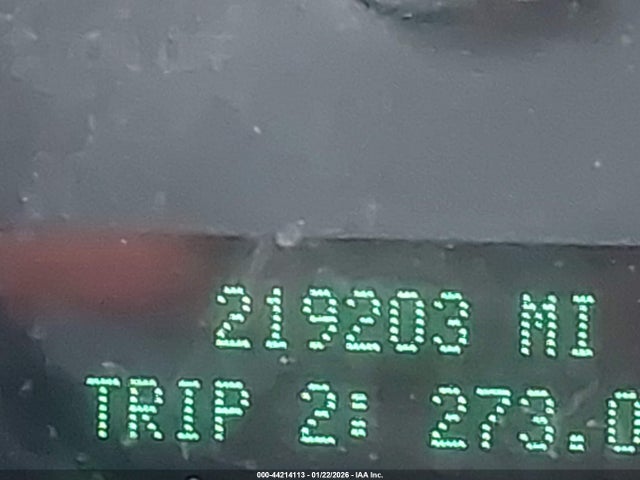 219203 MI
TRIP 2: 273.0
000-44214113 - 01/22/2026 - IAA Inc.